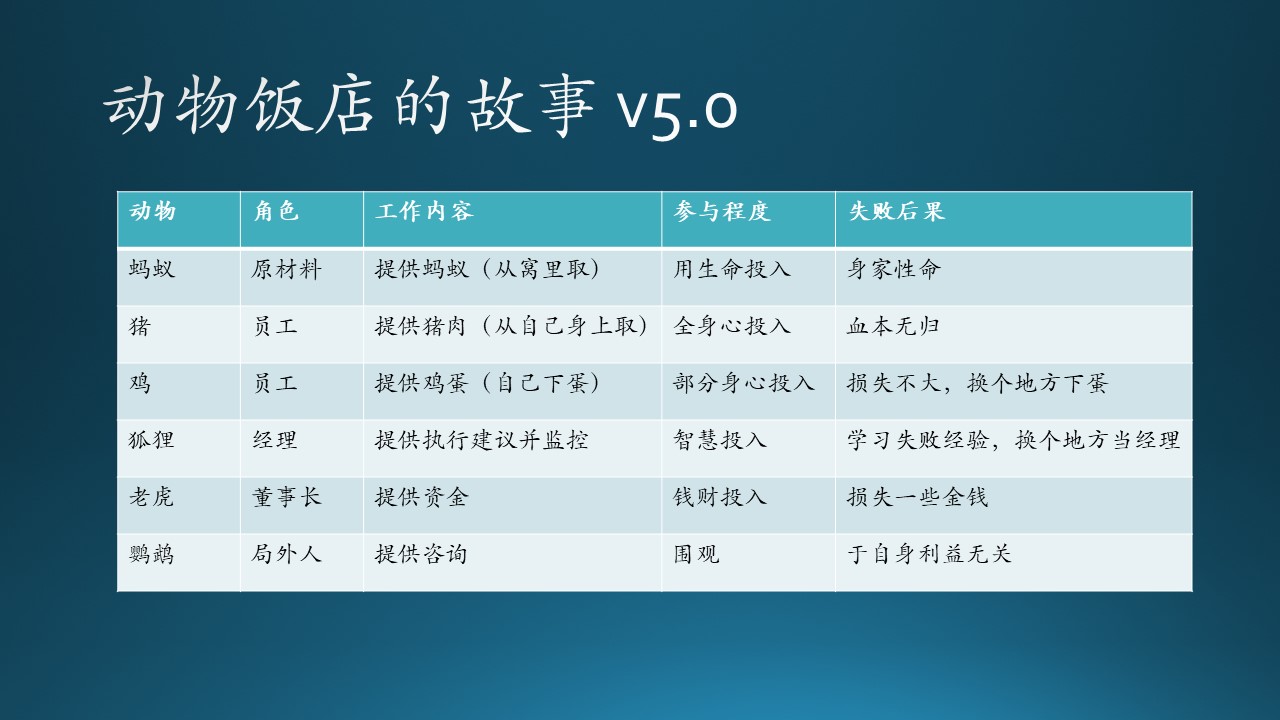 动物饭店的故事 v5.0
动物 角色 工作内容 参与程度 失败后果
蚂蚁 原材料 提供蚂蚁（从窝里取） 用生命投入 身家性命
猪 员工 提供猪肉（从自己身上取） 全身心投入 血本无归
鸡 员工 提供鸡蛋（自己下蛋） 部分身心投入 损失不大，换个地方下蛋
狐狸 经理 提供执行建议并监控 智慧投入 学习失败经验，换个地方当经理
老虎 董事长 提供资金 钱财投入 损失一些金钱
鹦鹉 局外人 提供咨询 围观 于自身利益无关